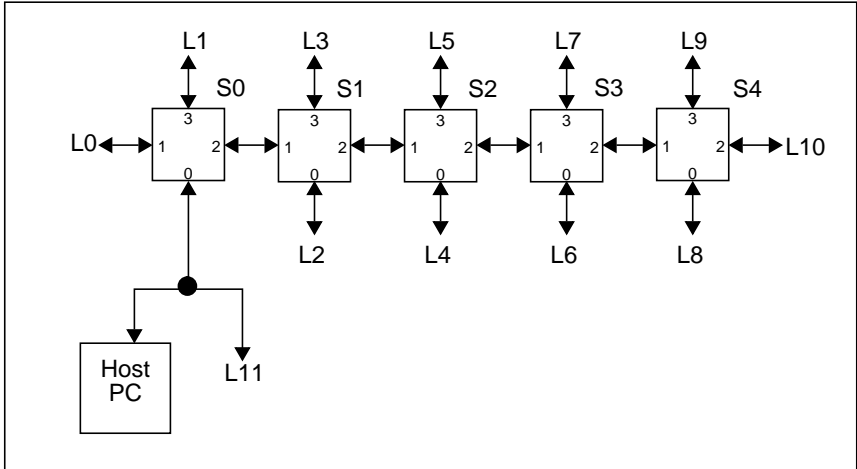 L1 L3 L5 L7 L9
S0 S1 S2 S3 S4
3 3 3 3 3
L0 1 2 1 2 1 2 1 2 1 2 L10
0 0 0 0 0
L2 L4 L6 L8
Host
PC
L11